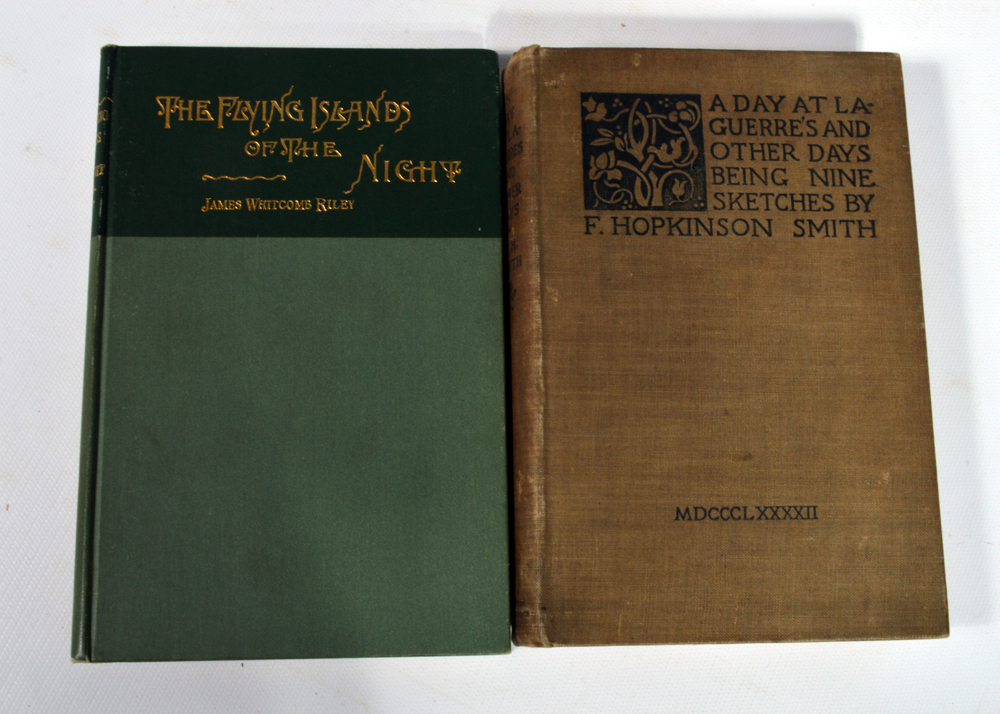 THE FLYING ISLANDS
OF THE
NIGHT
JAMES WHITCOMB RILEY
A DAY AT LA-
GUERRE'S AND
OTHER DAYS
BEING NINE
SKETCHES BY
F. HOPKINSON SMITH
MDCCCLXXXXII